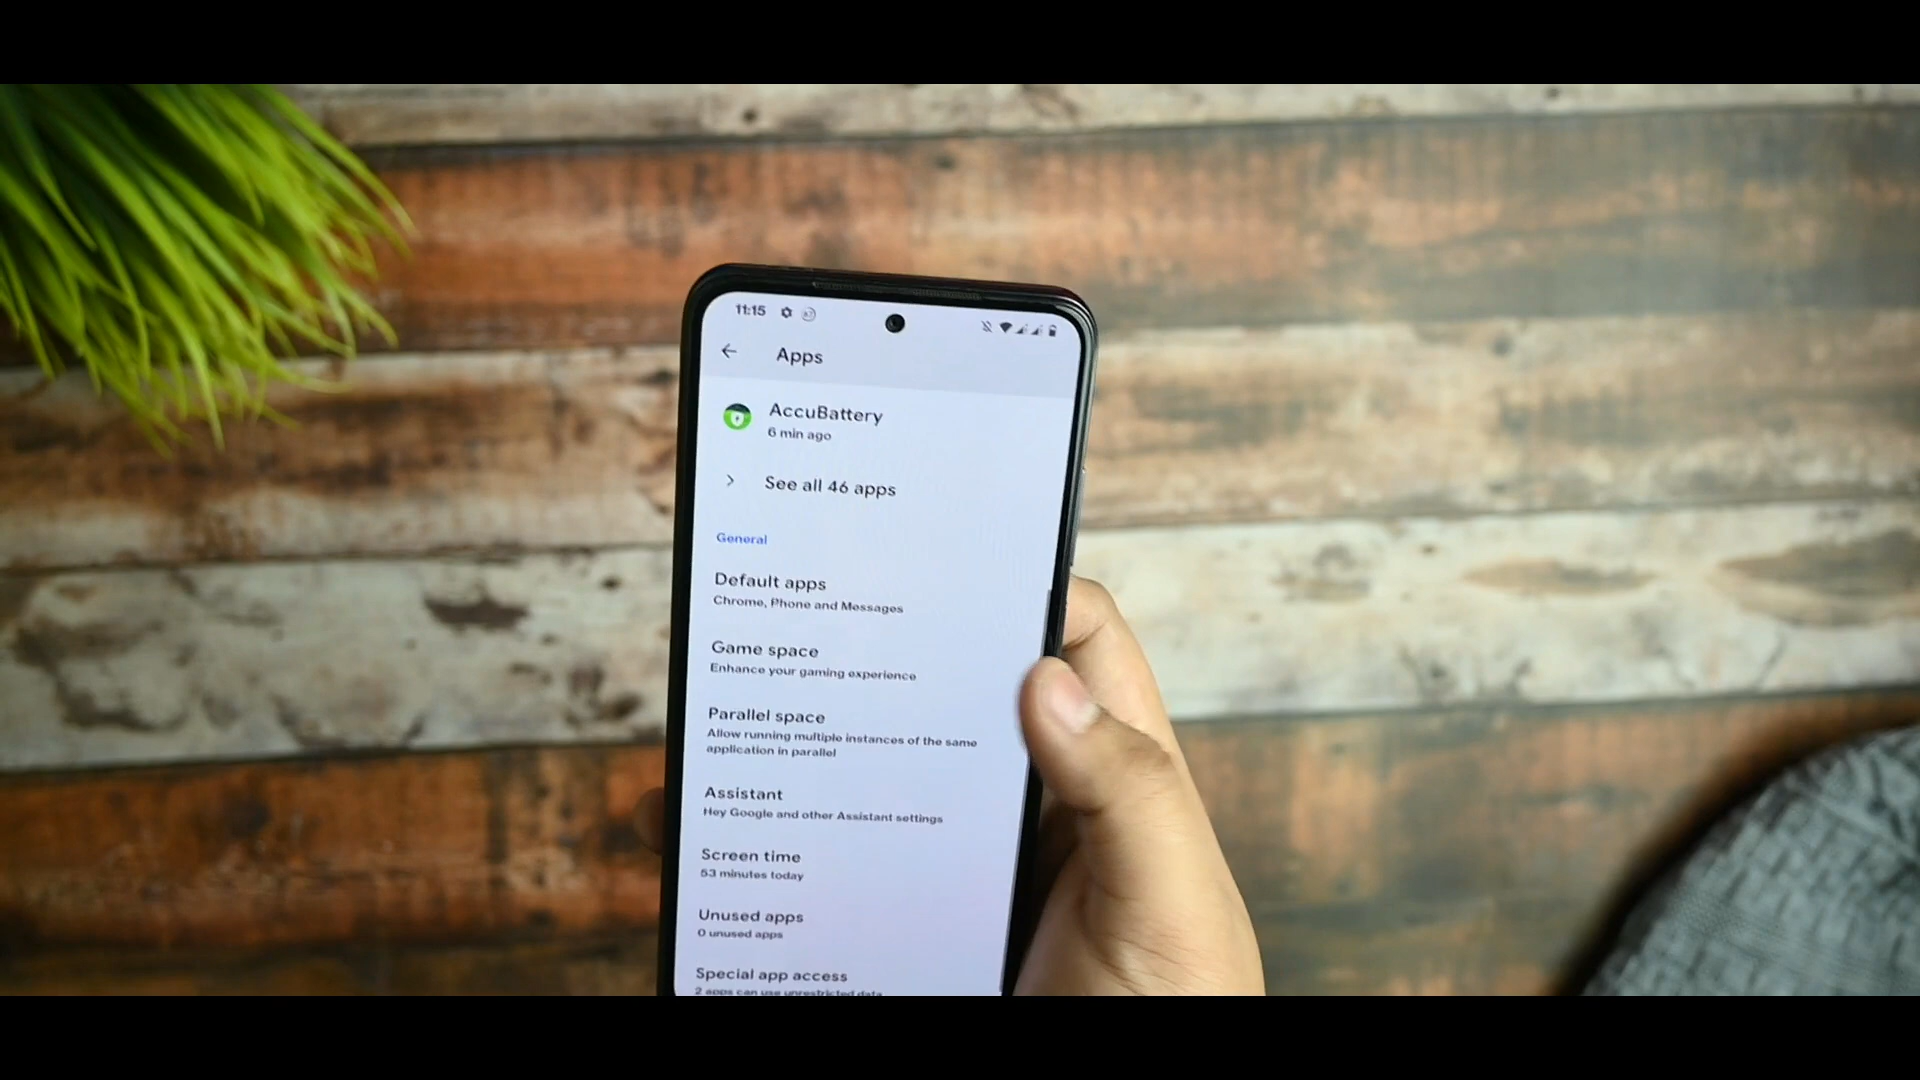 11:15
Apps
AccuBattery
6 min ago
See all 46 apps
General
Default apps
Chrome, Phone and Messages
Game space
Enhance your gaming experience
Parallel space
Allow running multiple instances of the same
application in parallel
Assistant
Hey Google and other Assistant settings
Screen time
53 minutes today
Unused apps
0 unused apps
Special app access
2 apps can use unrestricted data